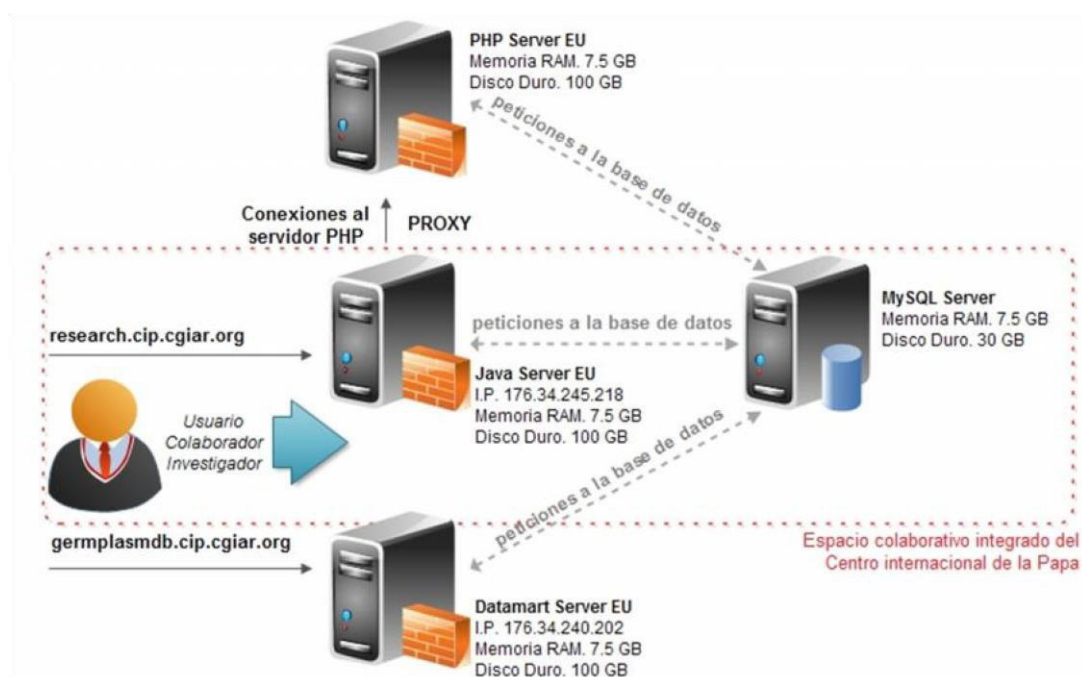 PHP Server EU
Memoria RAM. 7.5 GB
Disco Duro. 100 GB
peticiones a la base de datos
Conexiones al
servidor PHP
PROXY
research.cip.cgiar.org
peticiones a la base de datos
MySQL Server
Memoria RAM. 7.5 GB
Disco Duro. 30 GB
Java Server EU
I.P. 176.34.245.218
Memoria RAM. 7.5 GB
Disco Duro. 100 GB
Usuario
Colaborador
Investigador
peticiones a la base de datos
germplasmdb.cip.cgiar.org
Espacio colaborativo integrado del
Centro internacional de la Papa
Datamart Server EU
I.P. 176.34.240.202
Memoria RAM. 7.5 GB
Disco Duro. 100 GB